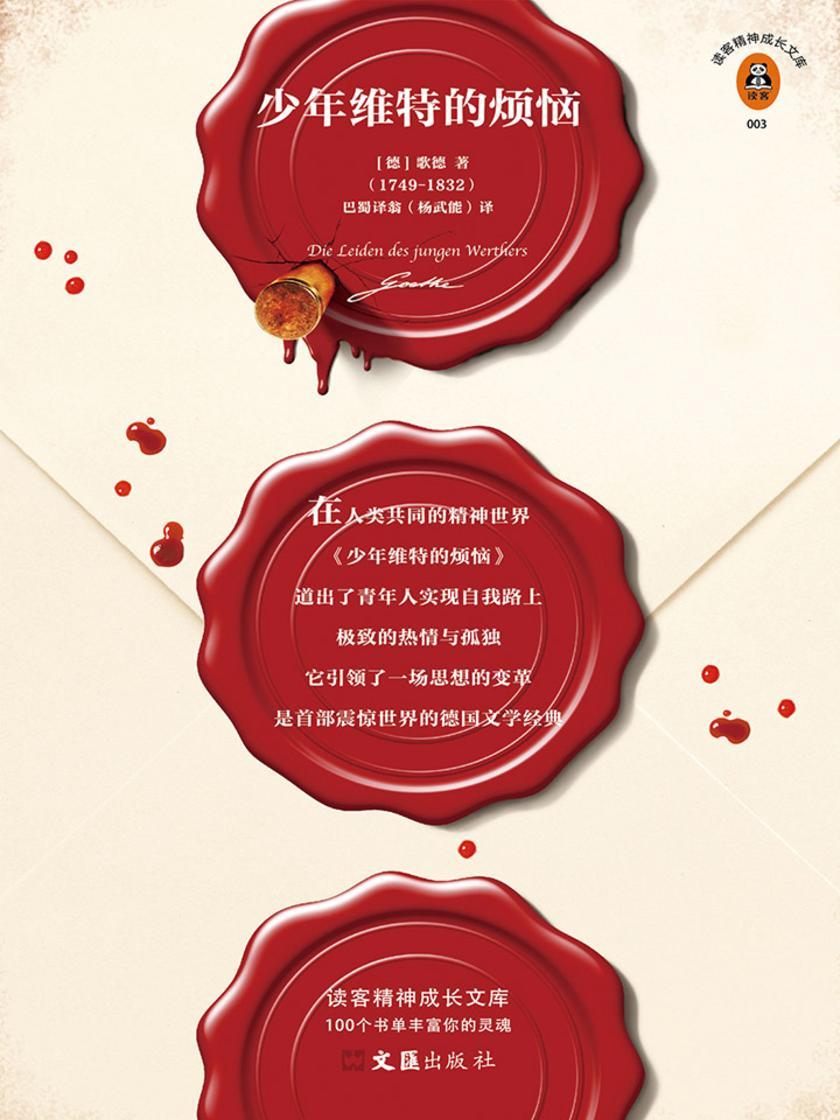 读客精神成长文库
读客
003
少年维特的烦恼
[德] 歌德 著
(1749-1832)
巴蜀译翁(杨武能)译
Die Leiden des jungen Werthers
Goethe
在人类共同的精神世界
《少年维特的烦恼》
道出了青年人实现自我路上
极致的热情与孤独
它引领了一场思想的变革
是首部震惊世界的德国文学经典
读客精神成长文库
100个书单丰富你的灵魂
文匯出版社